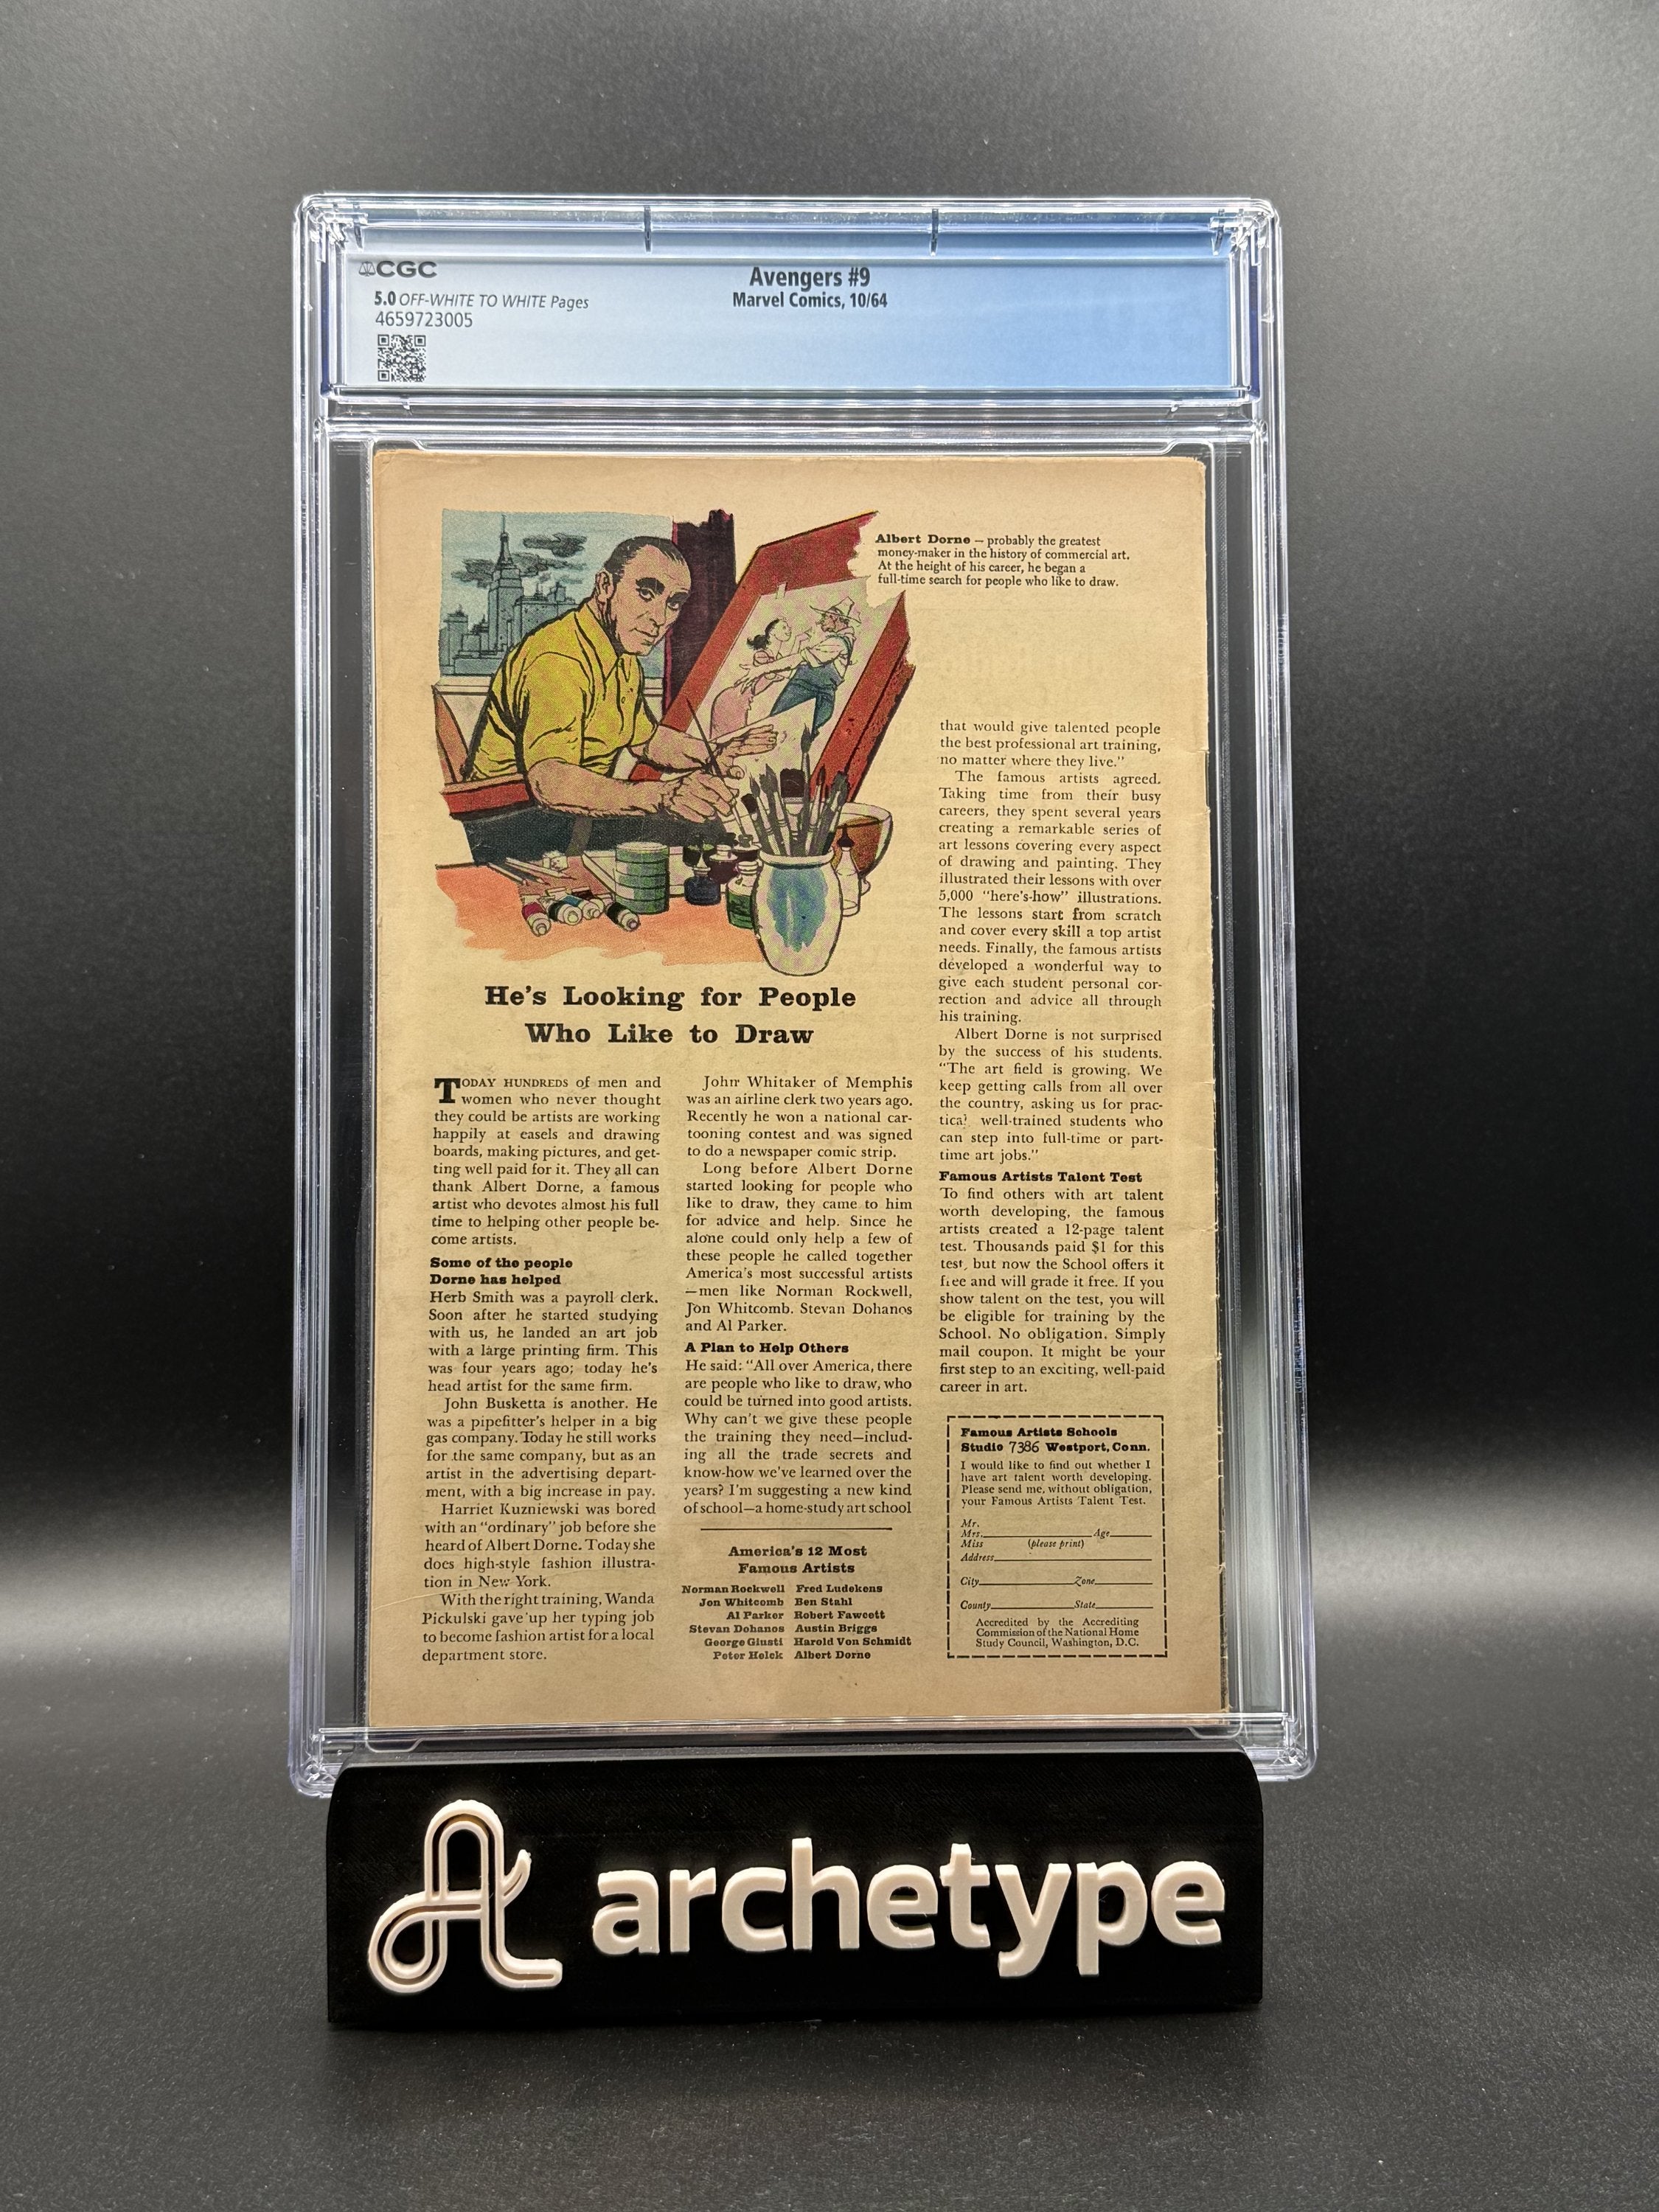 CGC
5.0 OFF-WHITE TO WHITE Pages
4659723005
Avengers #9
Marvel Comics, 10/64
Albert Dorne – probably the greatest
money-maker in the history of commercial art.
At the height of his career, he began a
full-time search for people who like to draw.
He's Looking for People
Who Like to Draw
TODAY HUNDREDS of men and
women who never thought
they could be artists are working
happily at easels and drawing
boards, making pictures, and get-
ting well paid for it. They all can
thank Albert Dorne, a famous
artist who devotes almost his full
time to helping other people be-
come artists.
Some of the people
Dorne has helped
Herb Smith was a payroll clerk.
Soon after he started studying
with us, he landed an art job
with a large printing firm. This
was four years ago; today he's
head artist for the same firm.
John Busketta is another. He
was a pipefitter's helper in a big
gas company. Today he still works
for the same company, but as an
artist in the advertising depart-
ment, with a big increase in pay.
Harriet Kuzniewski was bored
with an "ordinary" job before she
heard of Albert Dorne. Today she
does high-style fashion illustra-
tion in New York.
With the right training, Wanda
Pickulski gave up her typing job
to become fashion artist for a local
department store.
John Whitaker of Memphis
was an airline clerk two years ago.
Recently he won a national car-
tooning contest and was signed
to do a newspaper comic strip.
Long before Albert Dorne
started looking for people who
like to draw, they came to him
for advice and help. Since he
alone could only help a few of
these people he called together
America's most successful artists
—men like Norman Rockwell,
Jon Whitcomb. Stevan Dohanos
and Al Parker.
A Plan to Help Others
He said: "All over America, there
are people who like to draw, who
could be turned into good artists.
Why can't we give these people
the training they need—includ-
ing all the trade secrets and
know-how we've learned over the
years? I'm suggesting a new kind
of school—a home-study art school
America's 12 Most
Famous Artists
Norman Rockwell Fred Ludekens
Jon Whitcomb Ben Stahl
Al Parker Robert Fawcett
Stevan Dohanos Austin Briggs
George Giusti Harold Von Schmidt
Peter Helck Albert Dorne
that would give talented people
the best professional art training,
no matter where they live."
The famous artists agreed.
Taking time from their busy
careers, they spent several years
creating a remarkable series of
art lessons covering every aspect
of drawing and painting. They
illustrated their lessons with over
5,000 "here's-how" illustrations.
The lessons start from scratch
and cover every skill a top artist
needs. Finally, the famous artists
developed a wonderful way to
give each student personal cor-
rection and advice all through
his training.
Albert Dorne is not surprised
by the success of his students.
"The art field is growing. We
keep getting calls from all over
the country, asking us for prac-
tical well-trained students who
can step into full-time or part-
time art jobs."
Famous Artists Talent Test
To find others with art talent
worth developing, the famous
artists created a 12-page talent
test. Thousands paid $1 for this
test, but now the School offers it
free and will grade it free. If you
show talent on the test, you will
be eligible for training by the
School. No obligation. Simply
mail coupon. It might be your
first step to an exciting, well-paid
career in art.
Famous Artists Schools
Studio 7386 Westport, Conn.
I would like to find out whether I
have art talent worth developing.
Please send me, without obligation,
your Famous Artists Talent Test.
Mr.
Mrs. Age
Miss (please print)
Address
City Zone
County State
Accredited by the Accrediting
Commission of the National Home
Study Council, Washington, D.C.
archetype